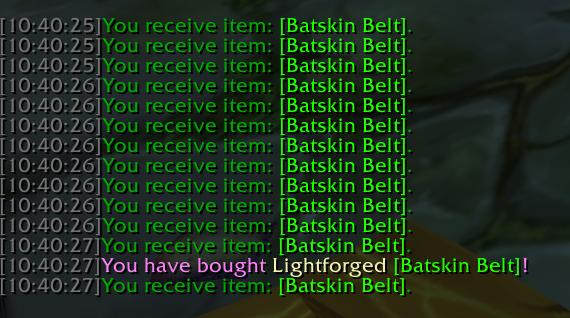 [10:40:25]You receive item: [Batskin Belt].
[10:40:25]You receive item: [Batskin Belt].
[10:40:25]You receive item: [Batskin Belt].
[10:40:26]You receive item: [Batskin Belt].
[10:40:26]You receive item: [Batskin Belt].
[10:40:26]You receive item: [Batskin Belt].
[10:40:26]You receive item: [Batskin Belt].
[10:40:26]You receive item: [Batskin Belt].
[10:40:26]You receive item: [Batskin Belt].
[10:40:26]You receive item: [Batskin Belt].
[10:40:26]You receive item: [Batskin Belt].
[10:40:27]You receive item: [Batskin Belt].
[10:40:27]You have bought Lightforged [Batskin Belt]!
[10:40:27]You receive item: [Batskin Belt].